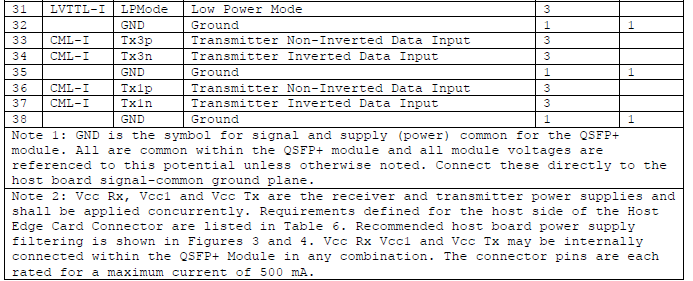 31 LVTTL-I LPMode Low Power Mode 3
32 GND Ground 1 1
33 CML-I Tx3p Transmitter Non-Inverted Data Input 3
34 CML-I Tx3n Transmitter Inverted Data Input 3
35 GND Ground 1 1
36 CML-I Tx1p Transmitter Non-Inverted Data Input 3
37 CML-I Tx1n Transmitter Inverted Data Input 3
38 GND Ground 1 1
Note 1: GND is the symbol for signal and supply (power) common for the QSFP+
module. All are common within the QSFP+ module and all module voltages are
referenced to this potential unless otherwise noted. Connect these directly to the
host board signal-common ground plane.
Note 2: Vcc Rx, Vcc1 and Vcc Tx are the receiver and transmitter power supplies and
shall be applied concurrently. Requirements defined for the host side of the Host
Edge Card Connector are listed in Table 6. Recommended host board power supply
filtering is shown in Figures 3 and 4. Vcc Rx Vcc1 and Vcc Tx may be internally
connected within the QSFP+ Module in any combination. The connector pins are each
rated for a maximum current of 500 mA.